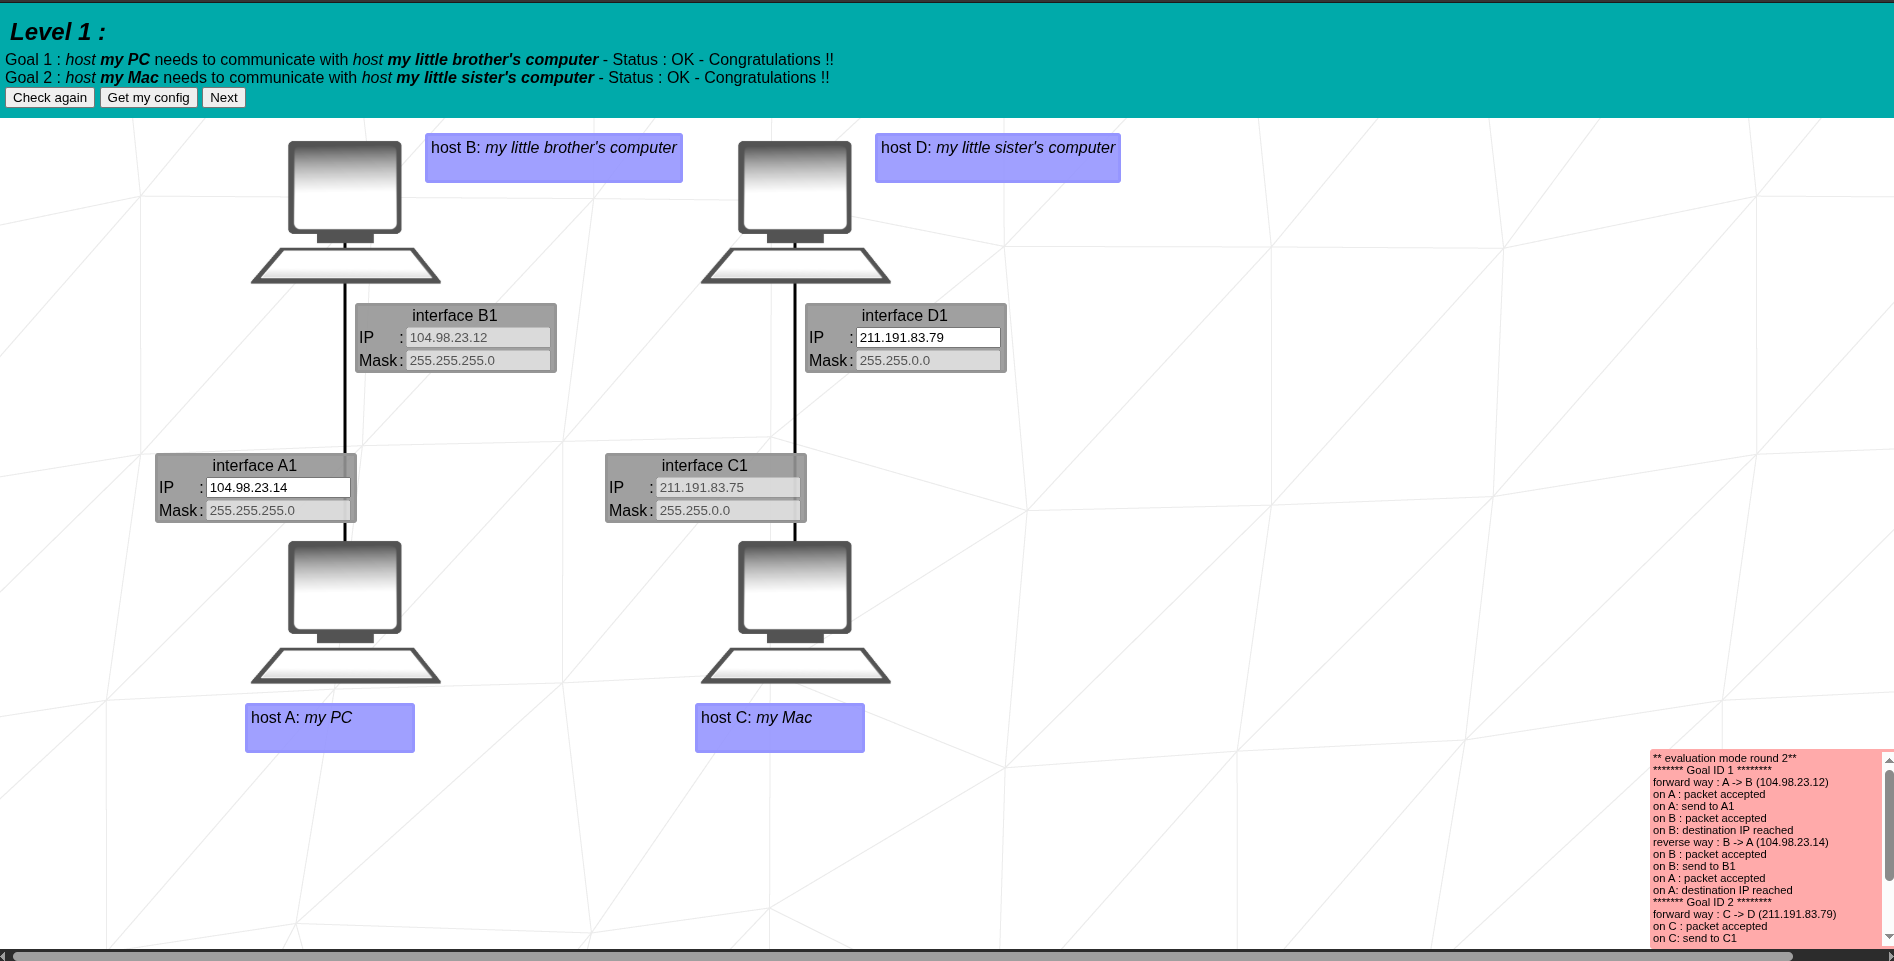 Level 1 :
Goal 1 : host my PC needs to communicate with host my little brother's computer - Status : OK - Congratulations !!
Goal 2 : host my Mac needs to communicate with host my little sister's computer - Status : OK - Congratulations !!
Check again Get my config Next
host B: my little brother's computer
host D: my little sister's computer
interface B1
IP : 104.98.23.12
Mask : 255.255.255.0
interface D1
IP : 211.191.83.79
Mask : 255.255.0.0
interface A1
IP : 104.98.23.14
Mask : 255.255.255.0
interface C1
IP : 211.191.83.75
Mask : 255.255.0.0
host A: my PC
host C: my Mac
** evaluation mode round 2**
******* Goal ID 1 ********
forward way : A -> B (104.98.23.12)
on A : packet accepted
on A: send to A1
on B : packet accepted
on B: destination IP reached
reverse way : B -> A (104.98.23.14)
on B : packet accepted
on B: send to B1
on A : packet accepted
on A: destination IP reached
******* Goal ID 2 ********
forward way : C -> D (211.191.83.79)
on C : packet accepted
on C: send to C1